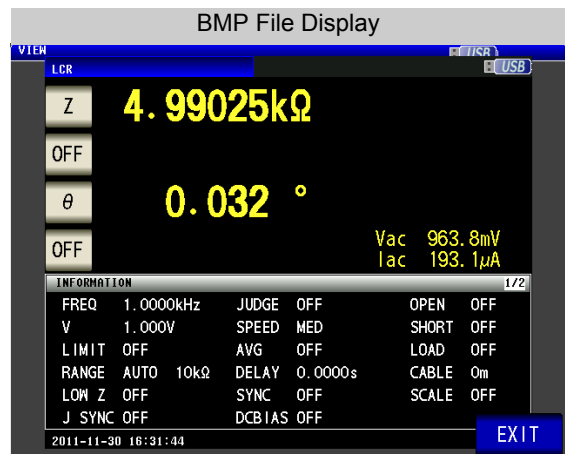 BMP File Display
VIEW USB
LCR USB
Z 4.99025kΩ
OFF
θ 0.032 °
OFF
Vac 963.8mV
Iac 193.1μA
INFORMATION 1/2
FREQ 1.0000kHz JUDGE OFF OPEN OFF
V 1.000V SPEED MED SHORT OFF
LIMIT OFF AVG OFF LOAD OFF
RANGE AUTO 10kΩ DELAY 0.0000s CABLE 0m
LOW Z OFF SYNC OFF SCALE OFF
J SYNC OFF DCBIAS OFF
2011-11-30 16:31:44
EXIT